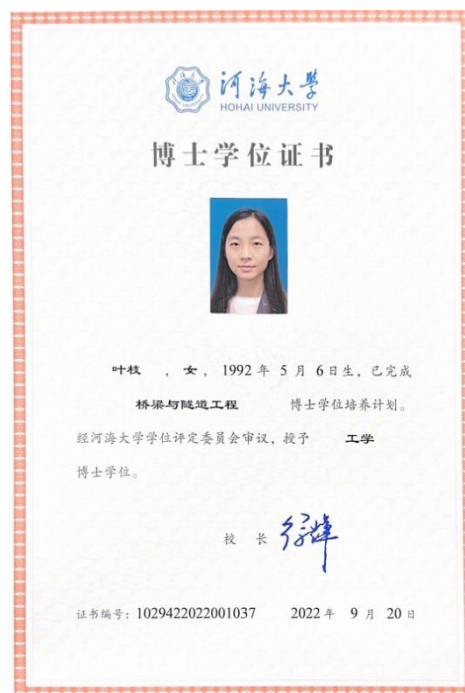 河海大學
HOHAI UNIVERSITY
博士学位证书
叶枝 ，女，1992 年 5 月 6日生，已完成
桥梁与隧道工程 博士学位培养计划。
经河海大学学位评定委员会审议，授予 工学
博士学位。
校 长
证书编号：1029422022001037 2022 年 9 月 20 日